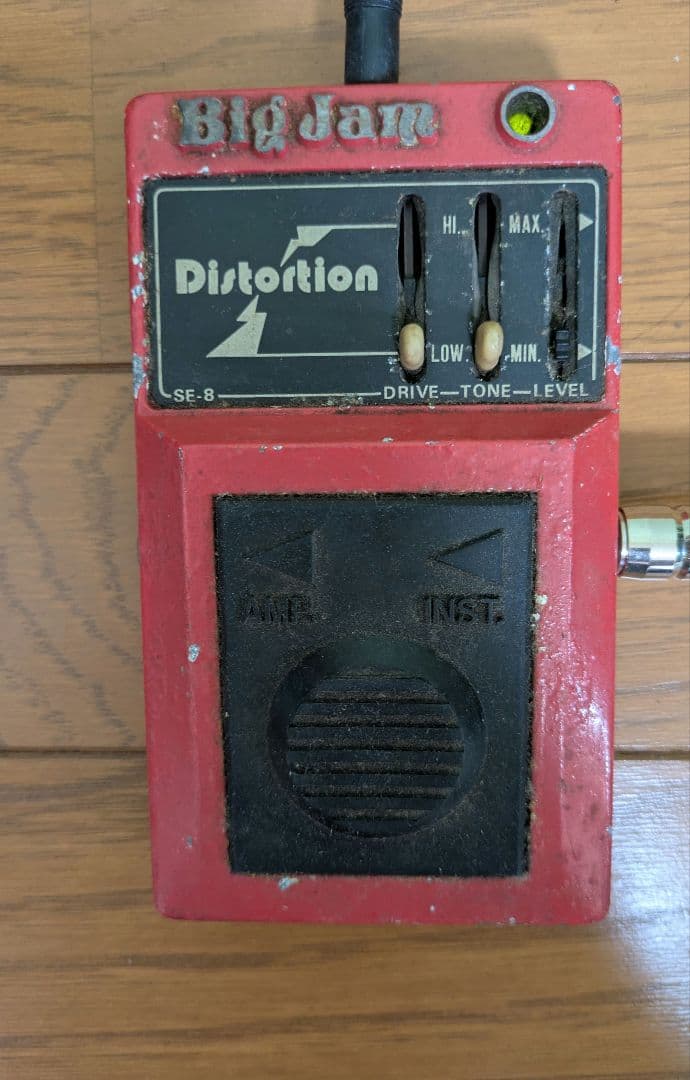 Big Jam
HI. MAX.
Distortion
LOW. MIN.
SE-8 DRIVE TONE LEVEL
AMP. INST.